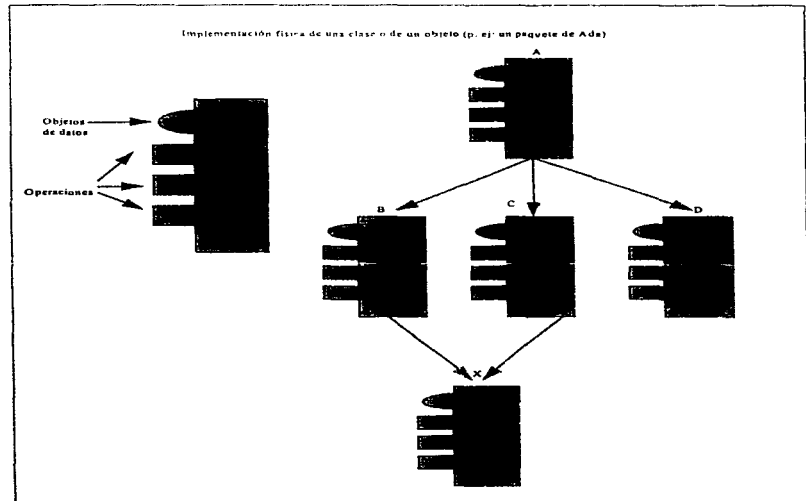 Implementación física de una clase o de un objeto (p. ej: un paquete de Ada)
A
Objetos
de datos
Operaciones
B
C
D
X